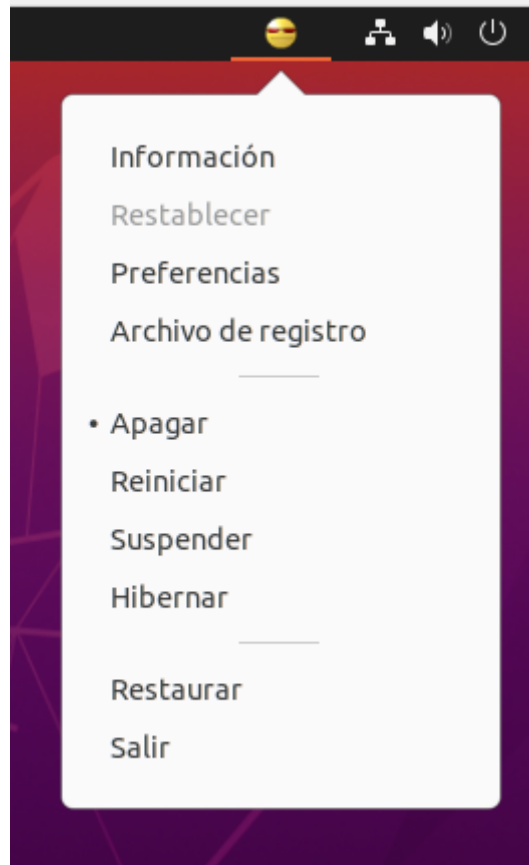 Información
Restablecer
Preferencias
Archivo de registro
Apagar
Reiniciar
Suspender
Hibernar
Restaurar
Salir